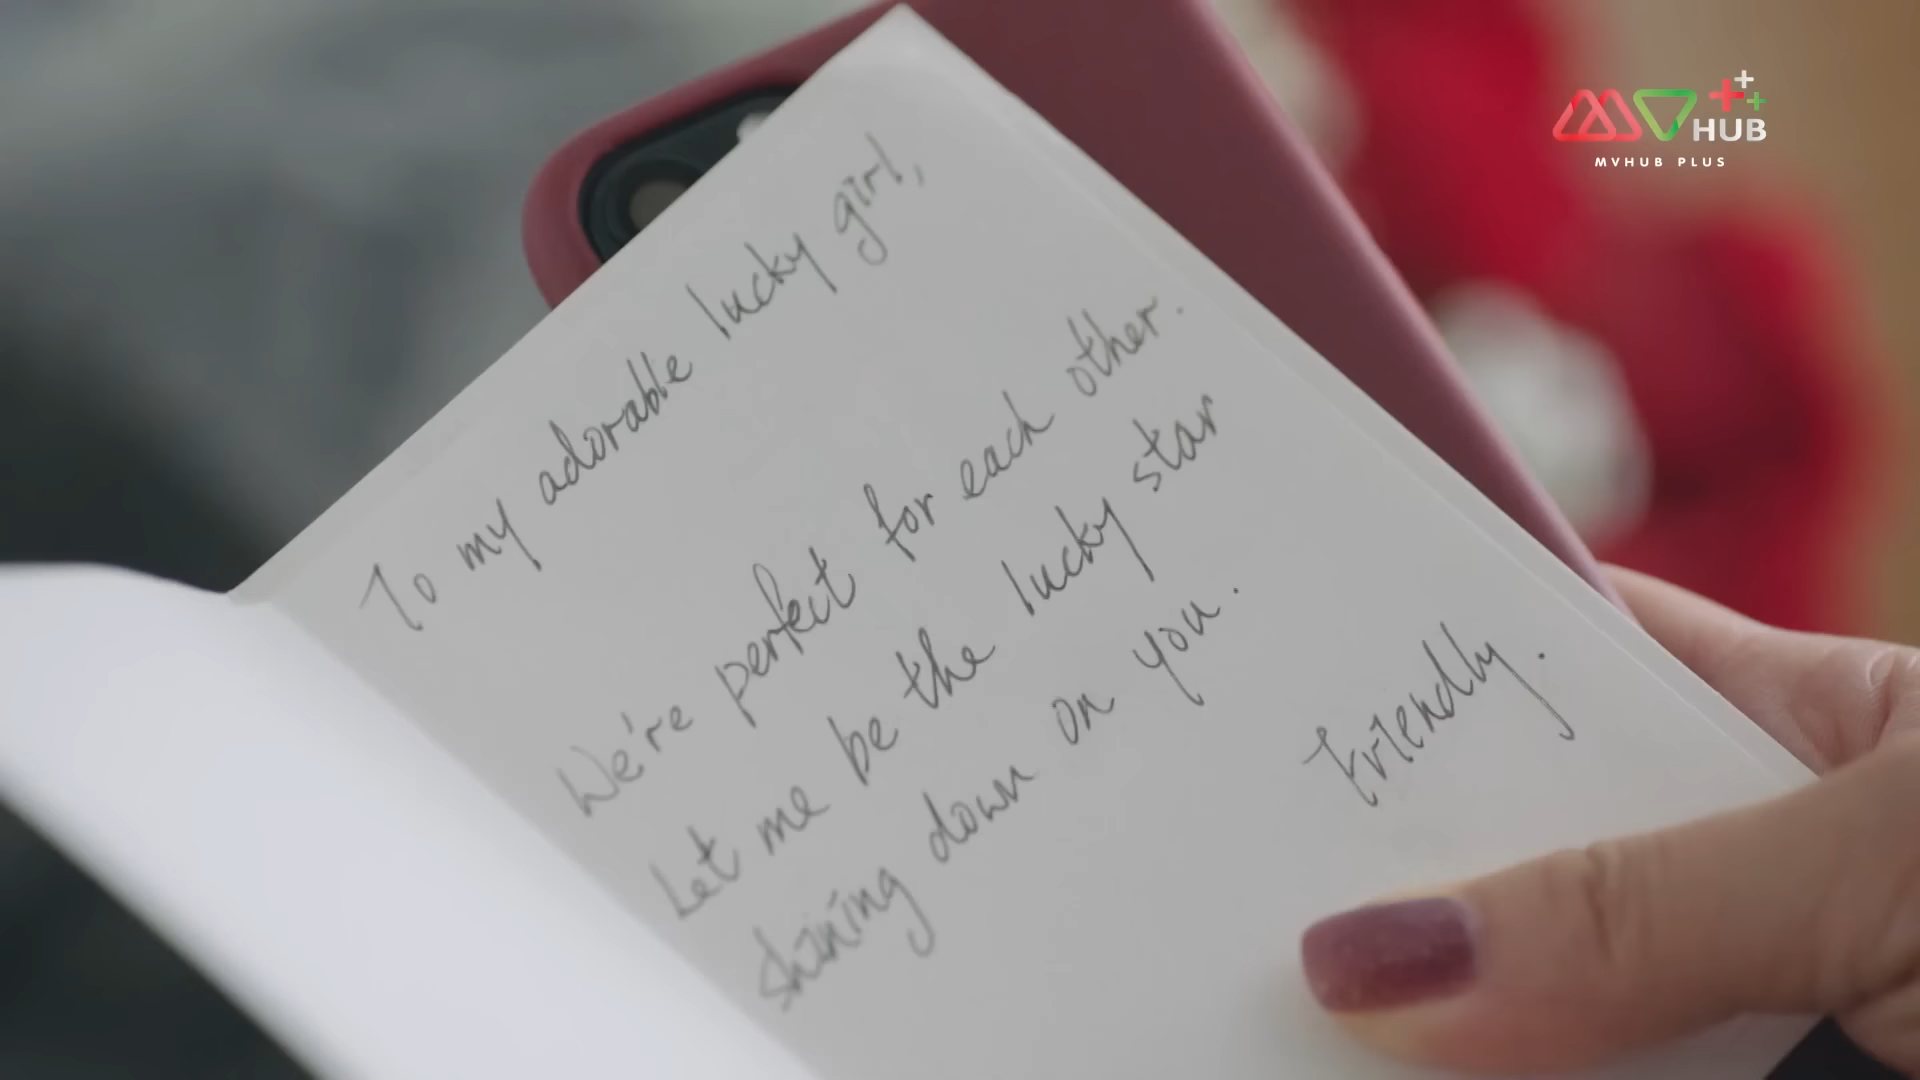 To my adorable lucky girl,
We're perfect for each other.
Let me be the lucky star
shining down on you.
Friendly.
MV HUB
MVHUB PLUS